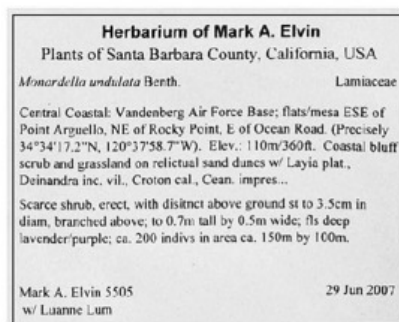 Herbarium of Mark A. Elvin
Plants of Santa Barbara County, California, USA
Monardella undulata Benth. Lamiaceae
Central Coastal: Vandenberg Air Force Base; flats/mesa ESE of
Point Arguello, NE of Rocky Point, E of Ocean Road. (Precisely
34°34'17.2"N, 120°37'58.7"W). Elev.: 110m/360ft. Coastal bluff
scrub and grassland on relictual sand dunes w/ Layia plat.,
Deinandra inc. vil., Croton cal., Cean. impres...
Scarce shrub, erect, with disitnct above ground st to 3.5cm in
diam, branched above; to 0.7m tall by 0.5m wide; fls deep
lavender/purple; ca. 200 indivs in area ca. 150m by 100m.
Mark A. Elvin 5505 29 Jun 2007
w/ Luanne Lum